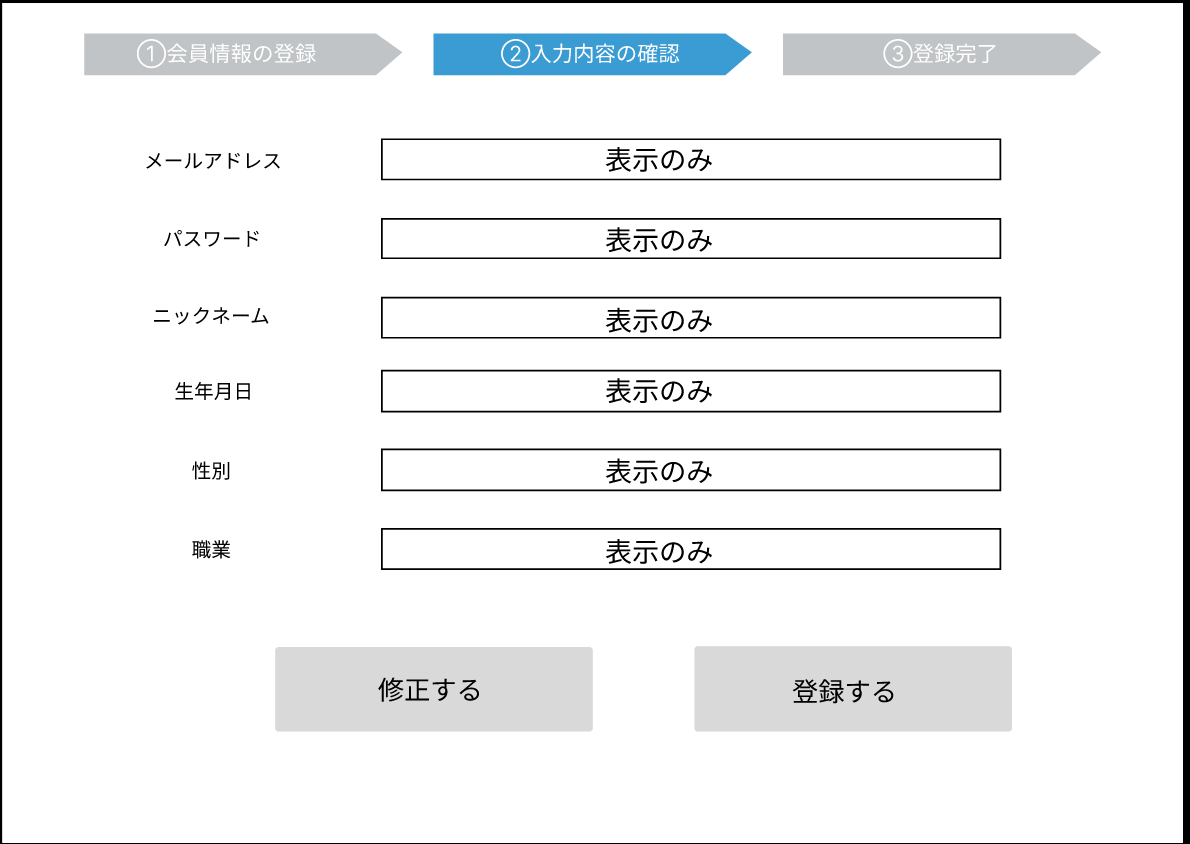 ①会員情報の登録
②入力内容の確認
③登録完了
メールアドレス
表示のみ
パスワード
表示のみ
ニックネーム
表示のみ
生年月日
表示のみ
性別
表示のみ
職業
表示のみ
修正する
登録する